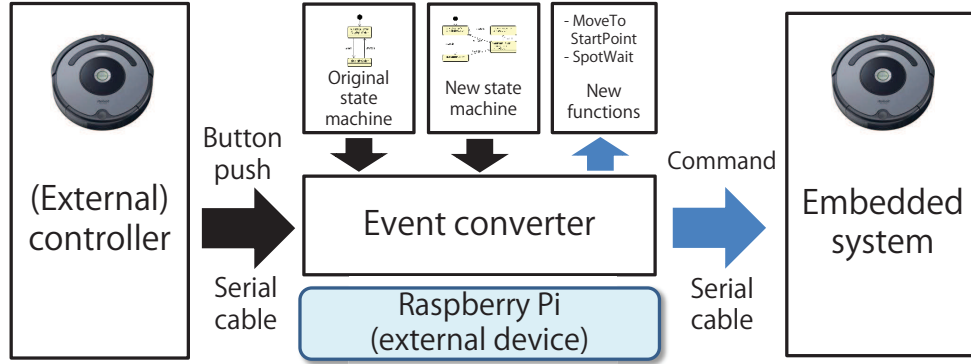 (External)
controller
Button
push
Serial
cable
Original
state
machine
New state
machine
- MoveTo
StartPoint
- SpotWait
New
functions
Event converter
Raspberry Pi
(external device)
Command
Serial
cable
Embedded
system